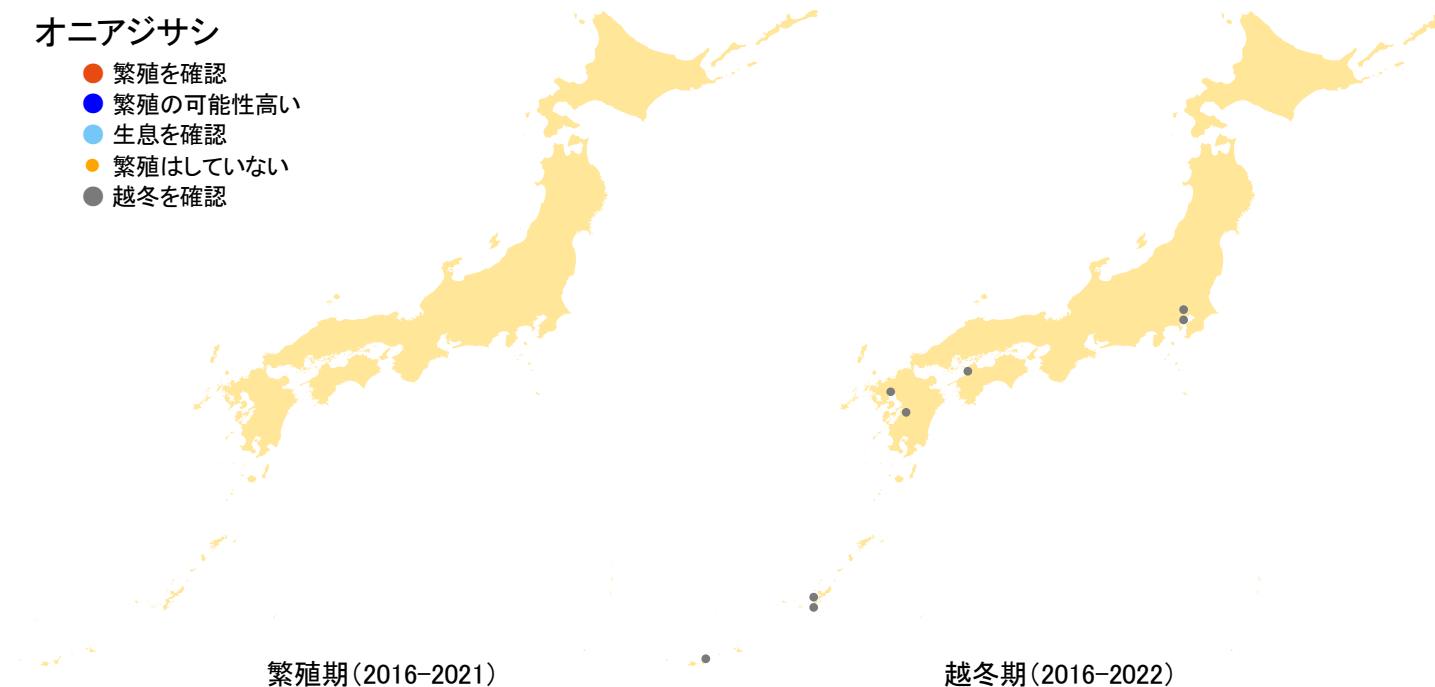 オニアジサシ
繁殖を確認
繁殖の可能性高い
生息を確認
繁殖はしていない
越冬を確認
繁殖期(2016-2021)
越冬期(2016-2022)